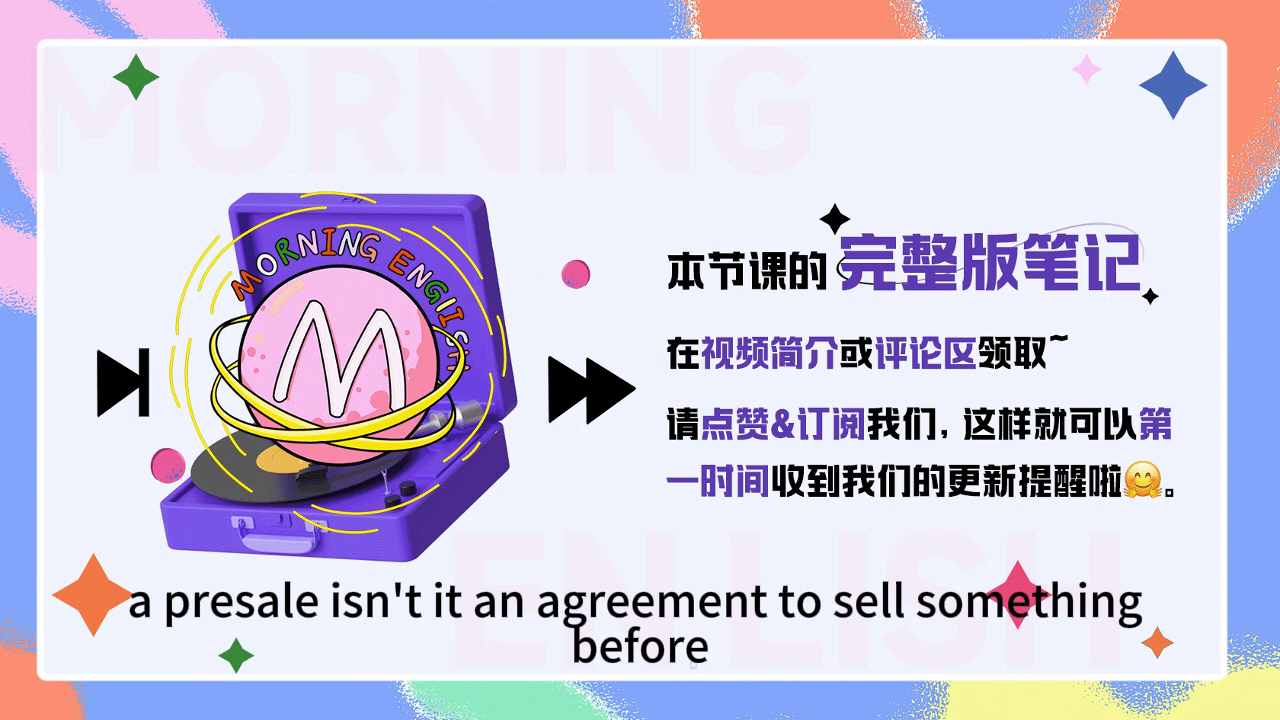 MORNING
MORNING ENGLISH
M
本节课的 完整版笔记
在视频简介或评论区领取~
请点赞&订阅我们，这样就可以第
一时间收到我们的更新提醒啦🤗。
ENGLISH
a presale isn't it an agreement to sell something
before